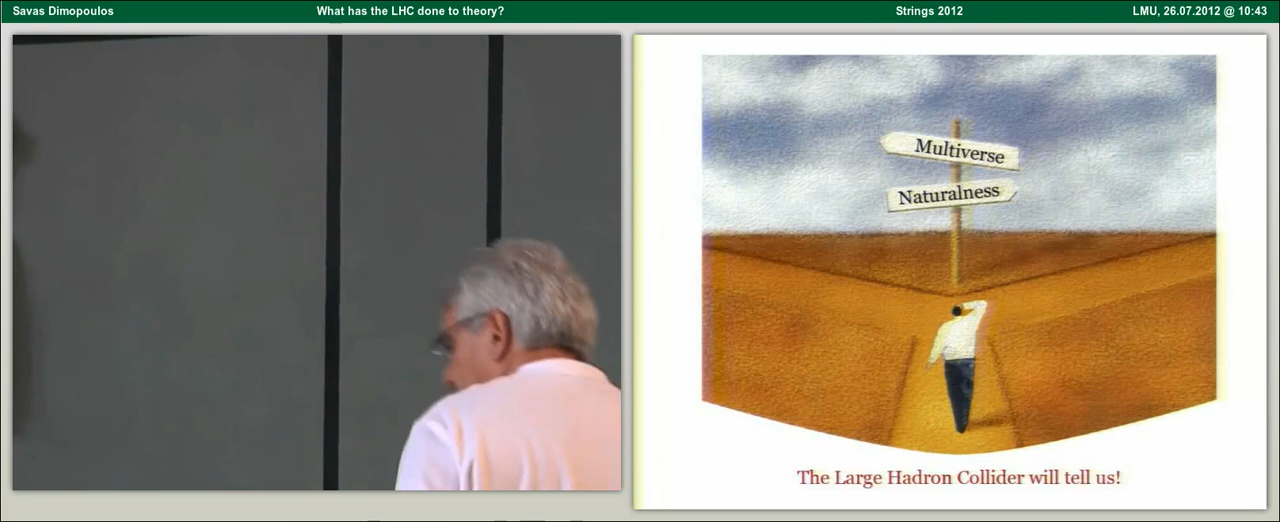 Savas Dimopoulos What has the LHC done to theory? Strings 2012 LMU, 26.07.2012 @ 10:43
Multiverse
Naturalness
The Large Hadron Collider will tell us!